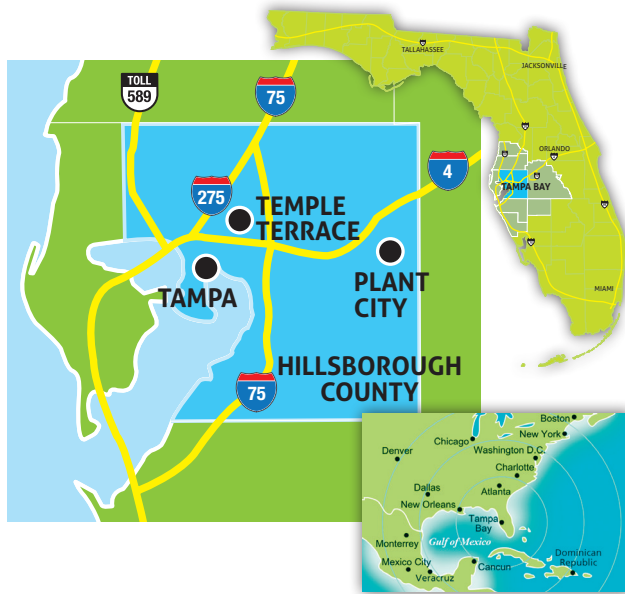 TALLAHASSEE
JACKSONVILLE
ORLANDO
TAMPA BAY
MIAMI
TOLL
589
75
275
4
TEMPLE
TERRACE
TAMPA
PLANT
CITY
HILLSBOROUGH
COUNTY
75
Boston
New York
Chicago
Washington D.C.
Denver
Charlotte
Dallas
Atlanta
New Orleans
Tampa
Bay
Gulf of Mexico
Monterrey
Dominican
Republic
Mexico City
Cancun
Veracruz